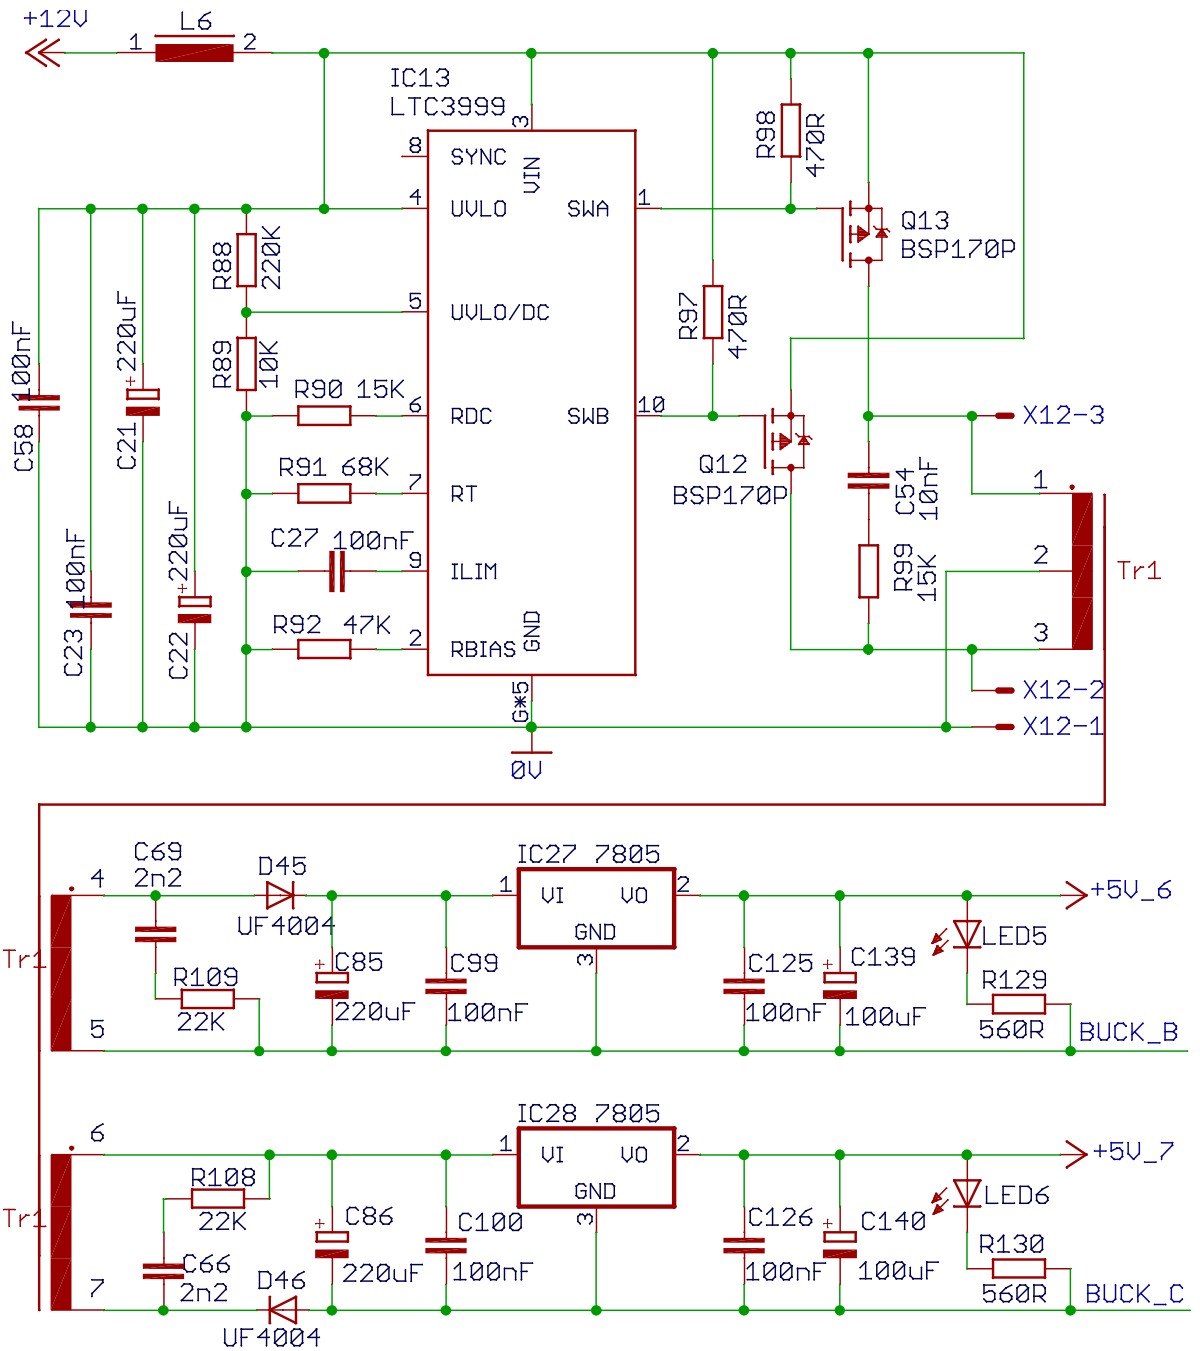 +12V
1 L6 2
IC13
LTC3999
3
8 SYNC
VIN
4 UVLO SWA 1
R98 470R
Q13
BSP170P
R88 220K
5 UVLO/DC
R97 470R
R89 10K
100nF C58
220uF
+
C21
R90 15K
6 RDC SWB 10
X12-3
Q12
BSP170P
R91 68K
7 RT
C54 10nF
1
C27 100nF
9 ILIM
220uF
+
C22
100nF C23
R99 15K
2
Tr1
R92 47K
2 RBIAS
GND
3
X12-2
G*5
X12-1
0V
C69
2n2
4
D45
UF4004
IC27 7805
1 VI VO 2
GND
3
+5V_6
LED5
Tr1
R109
22K
5
+
C85
220uF
C99
100nF
C125
100nF
+
C139
100uF
R129
560R
BUCK_B
6
IC28 7805
1 VI VO 2
GND
3
+5V_7
LED6
Tr1
R108
22K
C66
2n2
7
D46
UF4004
+
C86
220uF
C100
100nF
C126
100nF
+
C140
100uF
R130
560R
BUCK_C